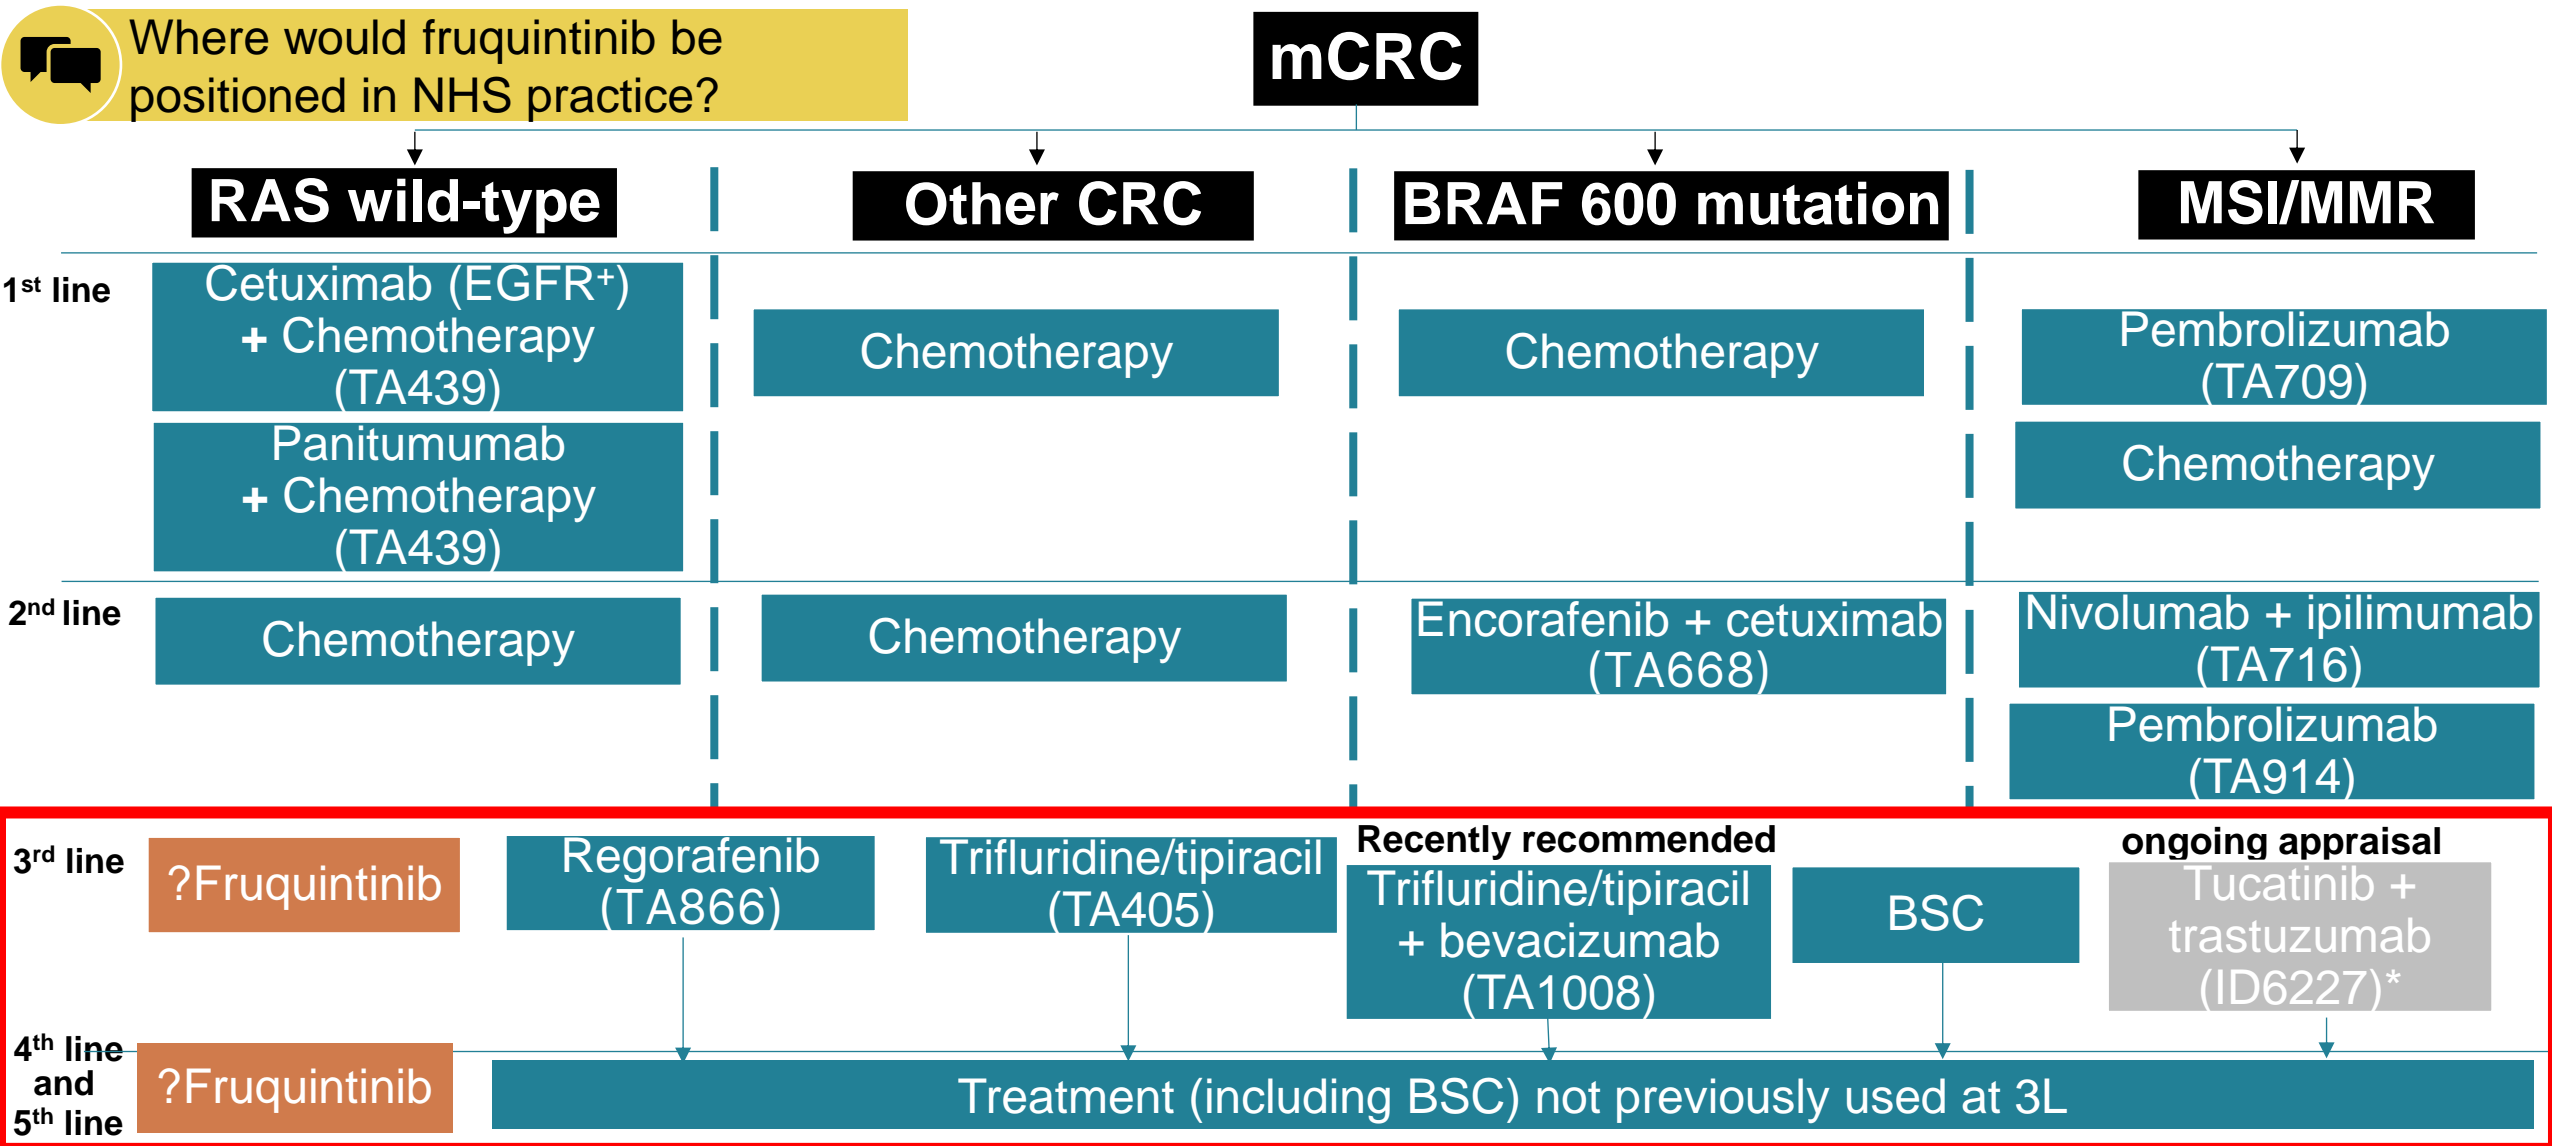 Where would fruquintinib be
positioned in NHS practice?
mCRC
RAS wild-type
Other CRC
BRAF 600 mutation
MSI/MMR
1st line
Cetuximab (EGFR+)
+ Chemotherapy
(TA439)
Panitumumab
+ Chemotherapy
(TA439)
Chemotherapy
Chemotherapy
Pembrolizumab
(TA709)
Chemotherapy
2nd line
Chemotherapy
Chemotherapy
Encorafenib + cetuximab
(TA668)
Nivolumab + ipilimumab
(TA716)
Pembrolizumab
(TA914)
3rd line
?Fruquintinib
Regorafenib
(TA866)
Trifluridine/tipiracil
(TA405)
Recently recommended
Trifluridine/tipiracil
+ bevacizumab
(TA1008)
BSC
ongoing appraisal
Tucatinib +
trastuzumab
(ID6227)*
4th line
and
5th line
?Fruquintinib
Treatment (including BSC) not previously used at 3L